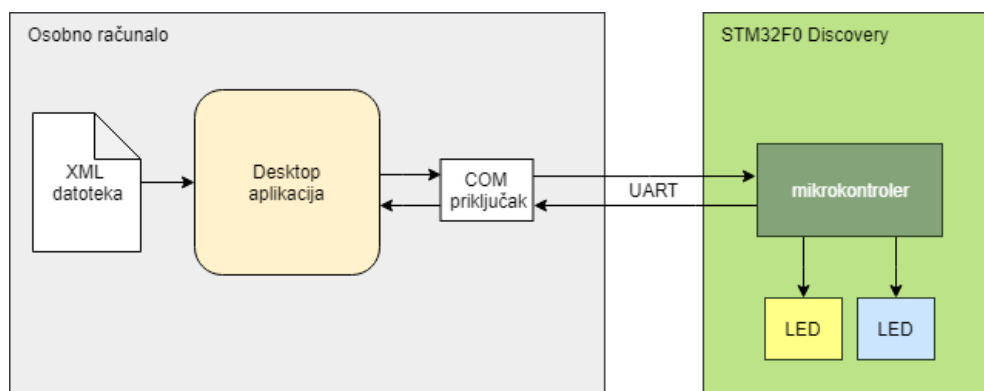 Osobno računalo
STM32F0 Discovery
XML
datoteka
Desktop
aplikacija
COM
priključak
UART
mikrokontroler
LED
LED